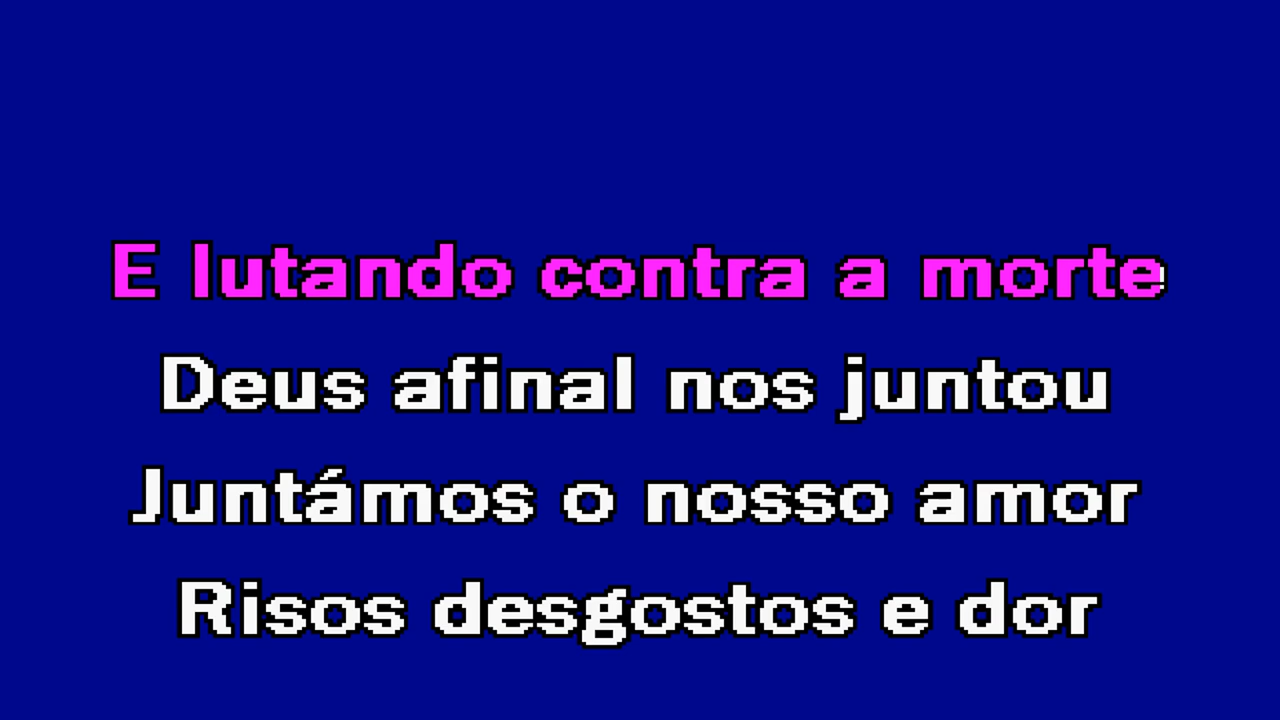 E lutando contra a morte
Deus afinal nos juntou
Juntámos o nosso amor
Risos desgostos e dor